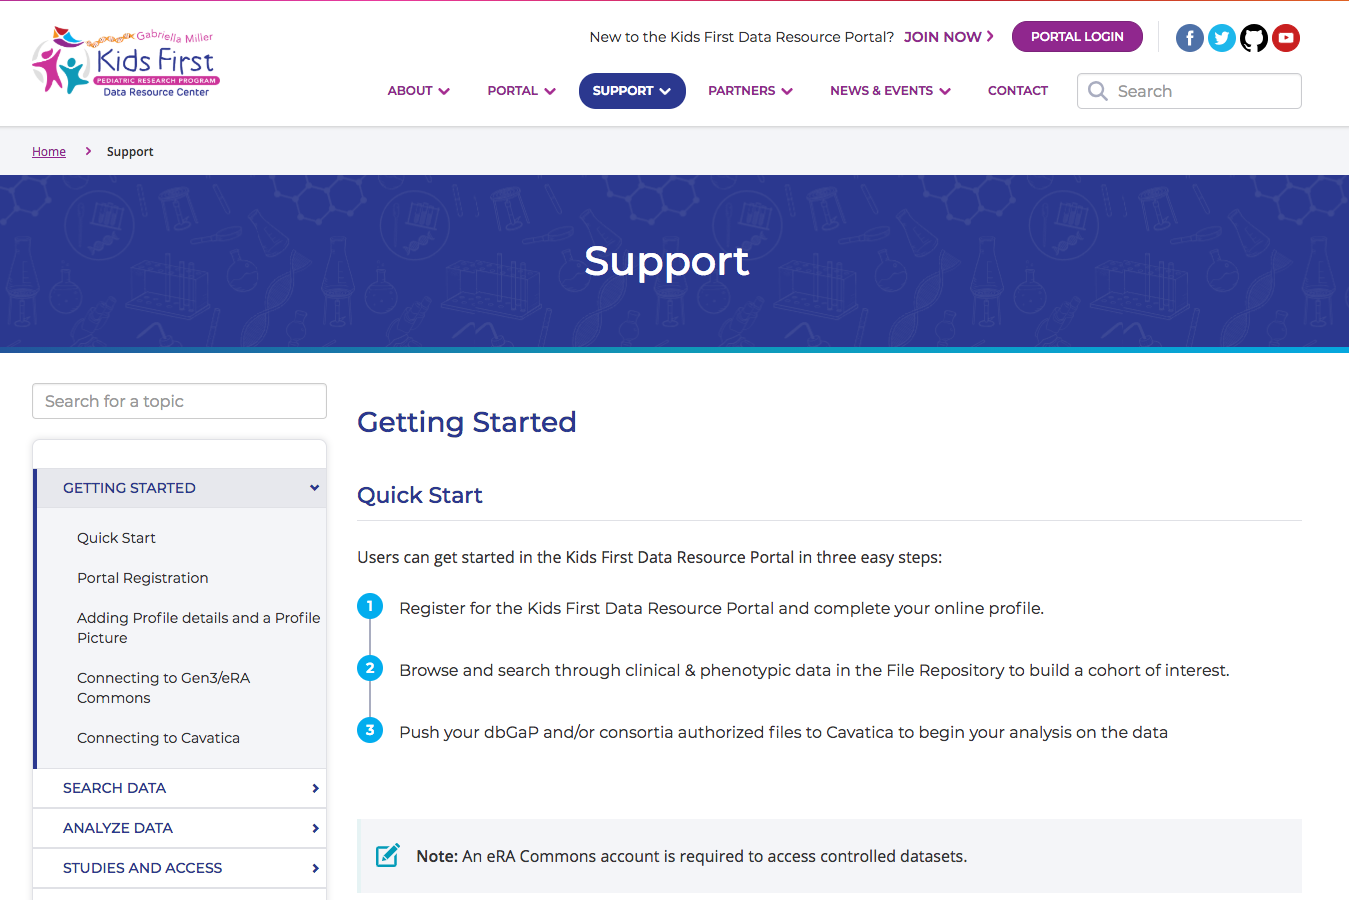 Gabriella Miller
Kids First
PEDIATRIC RESEARCH PROGRAM
Data Resource Center
New to the Kids First Data Resource Portal? JOIN NOW
PORTAL LOGIN
ABOUT
PORTAL
SUPPORT
PARTNERS
NEWS & EVENTS
CONTACT
Search
Home
Support
Support
Search for a topic
GETTING STARTED
Quick Start
Portal Registration
Adding Profile details and a Profile
Picture
Connecting to Gen3/eRA
Commons
Connecting to Cavatica
SEARCH DATA
ANALYZE DATA
STUDIES AND ACCESS
Getting Started
Quick Start
Users can get started in the Kids First Data Resource Portal in three easy steps:
1 Register for the Kids First Data Resource Portal and complete your online profile.
2 Browse and search through clinical & phenotypic data in the File Repository to build a cohort of interest.
3 Push your dbGaP and/or consortia authorized files to Cavatica to begin your analysis on the data
Note: An eRA Commons account is required to access controlled datasets.